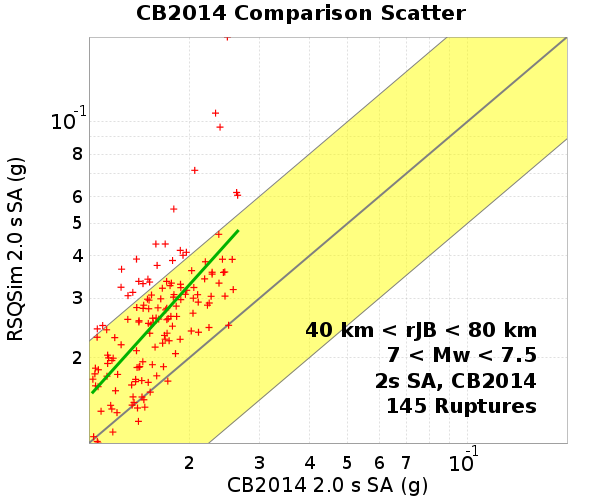 CB2014 Comparison Scatter
RSQSim 2.0 s SA (g)
10⁻¹
8
6
5
4
3
2
40 km < rJB < 80 km
7 < Mw < 7.5
2s SA, CB2014
145 Ruptures
2 3 4 5 6 7 10⁻¹
CB2014 2.0 s SA (g)